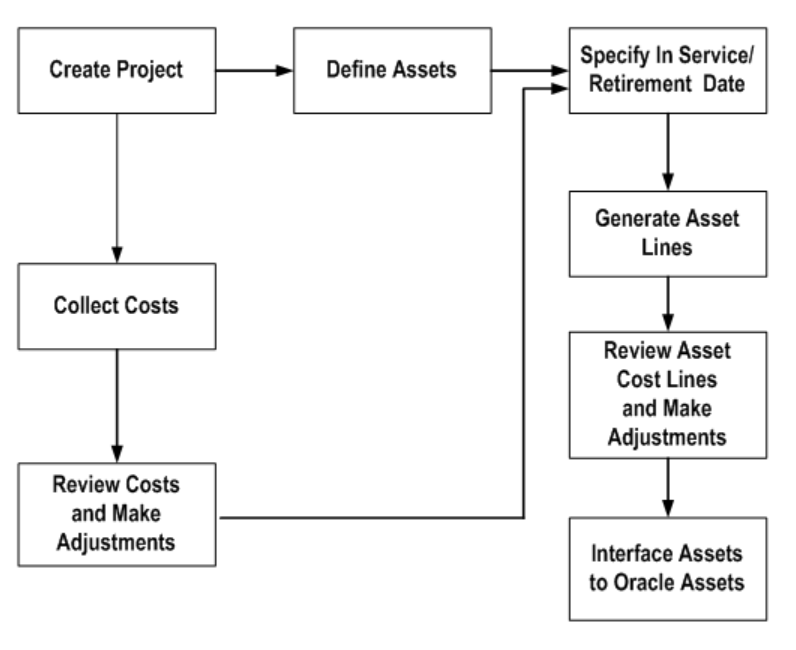 Create Project
Define Assets
Specify In Service/
Retirement Date
Generate Asset
Lines
Collect Costs
Review Asset
Cost Lines
and Make
Adjustments
Review Costs
and Make
Adjustments
Interface Assets
to Oracle Assets